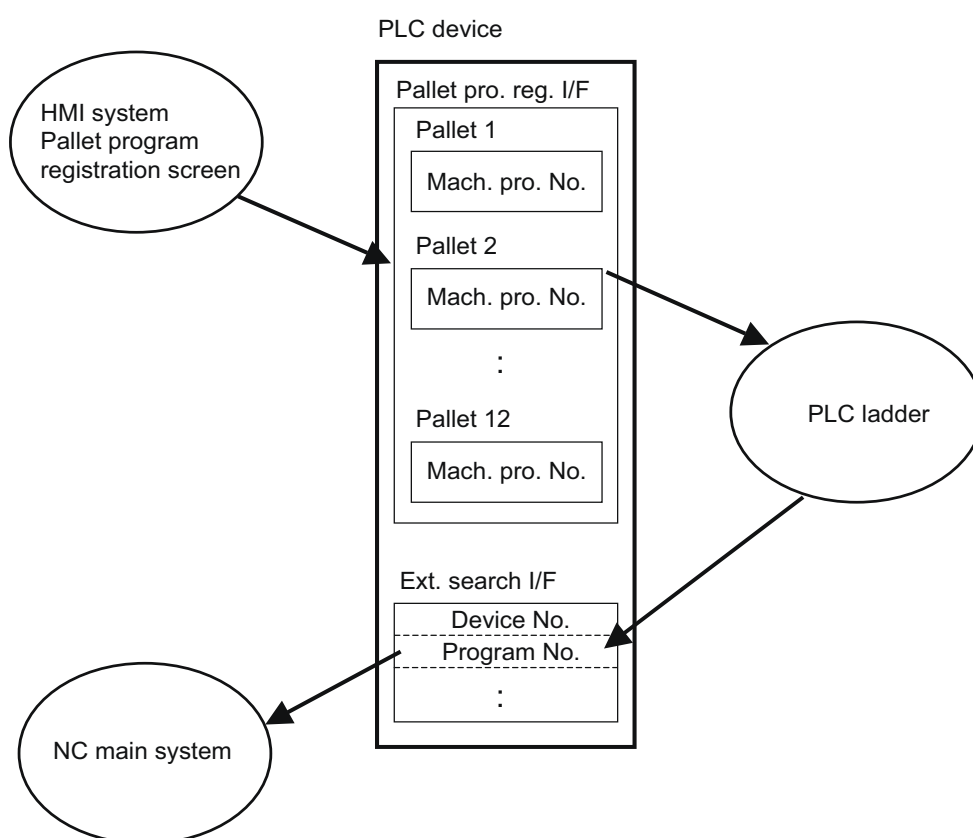 PLC device
HMI system
Pallet program
registration screen
Pallet pro. reg. I/F
Pallet 1
Mach. pro. No.
Pallet 2
Mach. pro. No.
:
Pallet 12
Mach. pro. No.
PLC ladder
Ext. search I/F
Device No.
Program No.
:
NC main system